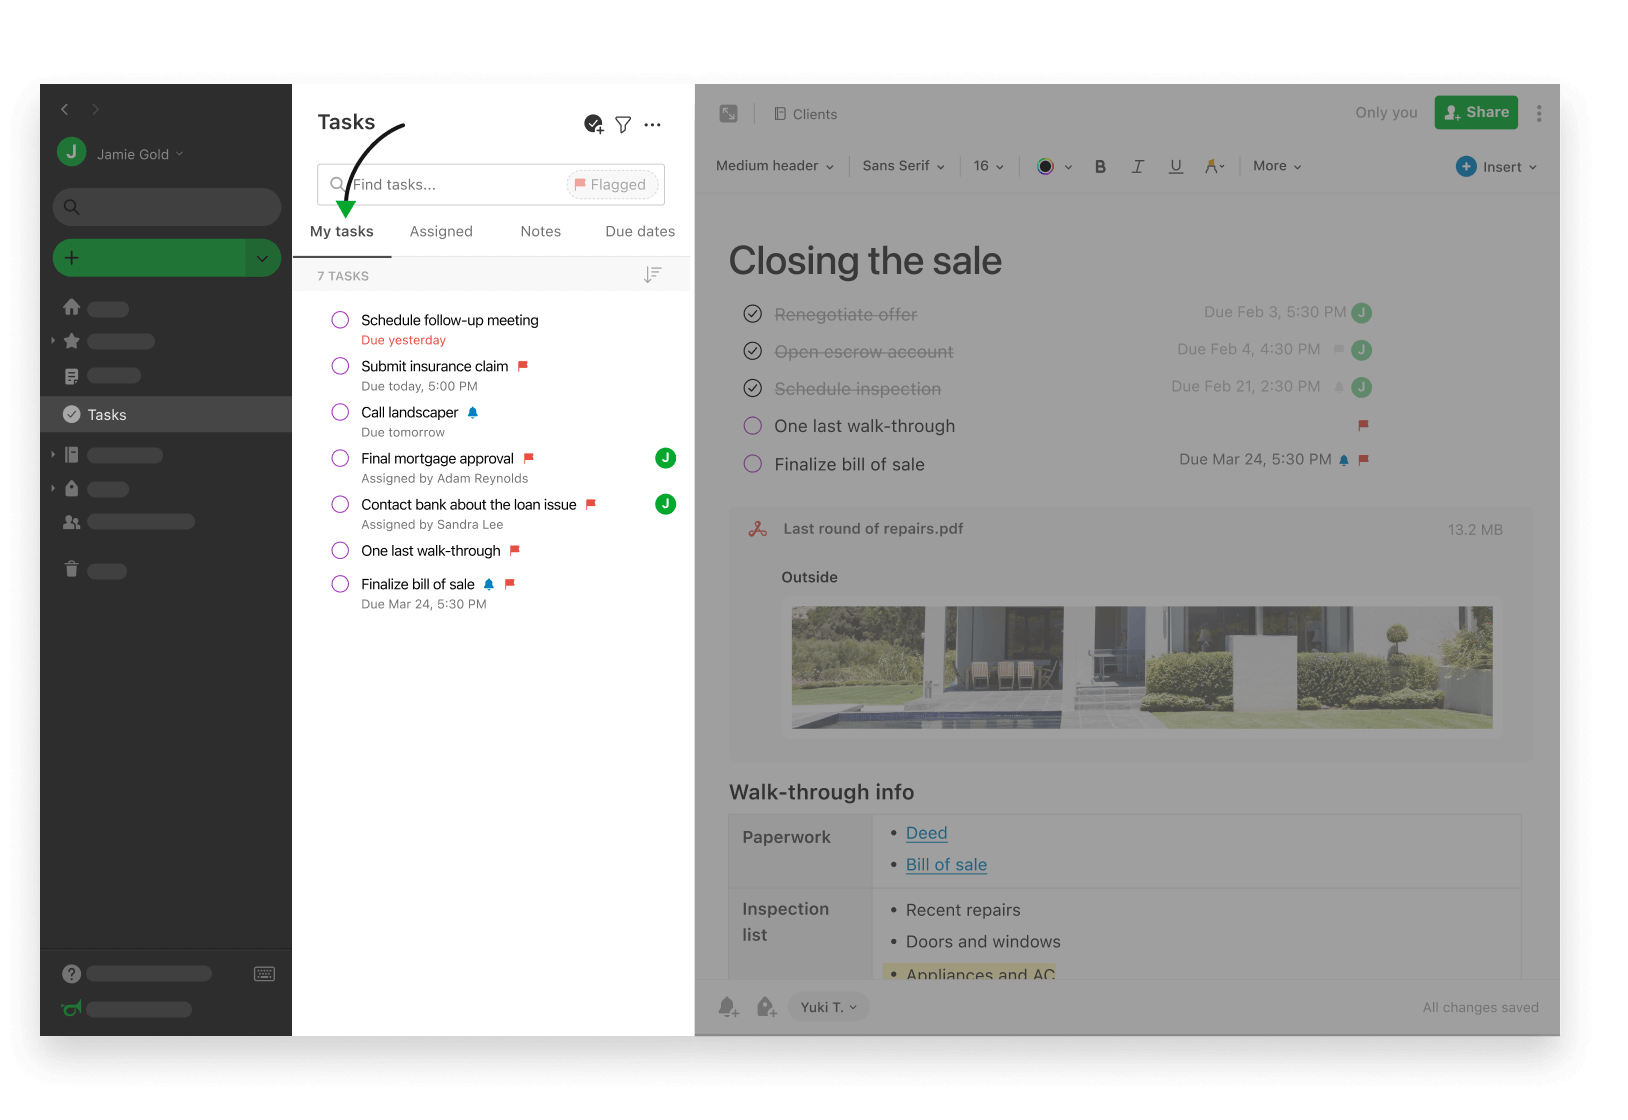 J
Jamie Gold
Tasks
Tasks
Find tasks...
Flagged
My tasks
Assigned
Notes
Due dates
7 TASKS
Schedule follow-up meeting
Due yesterday
Submit insurance claim
Due today, 5:00 PM
Call landscaper
Due tomorrow
Final mortgage approval
J
Assigned by Adam Reynolds
Contact bank about the loan issue
J
Assigned by Sandra Lee
One last walk-through
Finalize bill of sale
Due Mar 24, 5:30 PM
Clients
Only you
Share
Medium header
Sans Serif
16
B
I
U
A
More
Insert
Closing the sale
Renegotiate offer
Due Feb 3, 5:30 PM
J
Open escrow account
Due Feb 4, 4:30 PM
J
Schedule inspection
Due Feb 21, 2:30 PM
J
One last walk-through
Finalize bill of sale
Due Mar 24, 5:30 PM
Last round of repairs.pdf
13.2 MB
Outside
Walk-through info
Paperwork
• Deed
• Bill of sale
Inspection
list
• Recent repairs
• Doors and windows
• Appliances and AC
Yuki T.
All changes saved